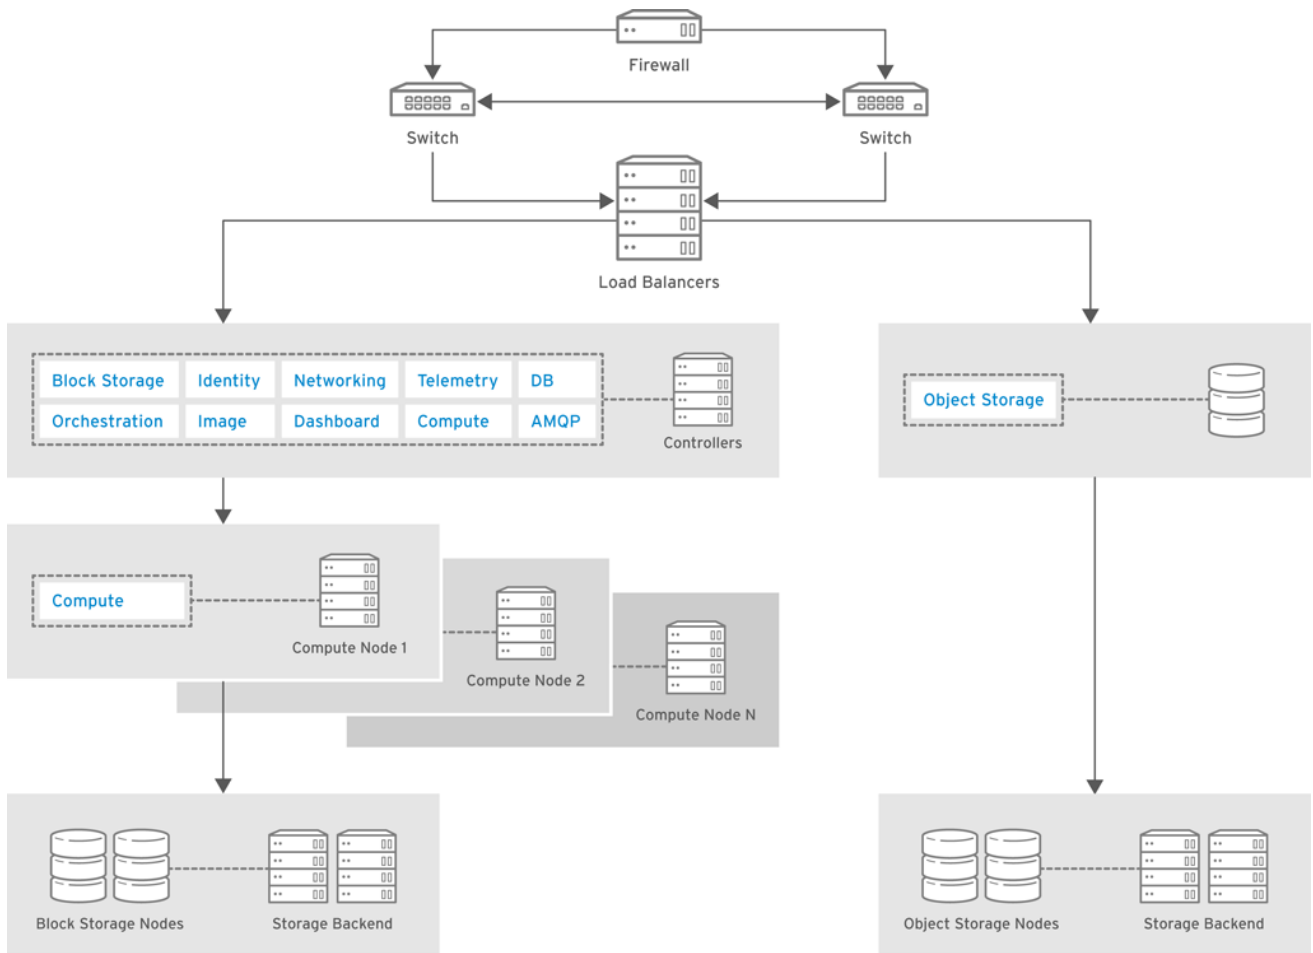 Firewall
Switch
Switch
Load Balancers
Block Storage
Identity
Networking
Telemetry
DB
Orchestration
Image
Dashboard
Compute
AMQP
Controllers
Object Storage
Compute
Compute Node 1
Compute Node 2
Compute Node N
Block Storage Nodes
Storage Backend
Object Storage Nodes
Storage Backend